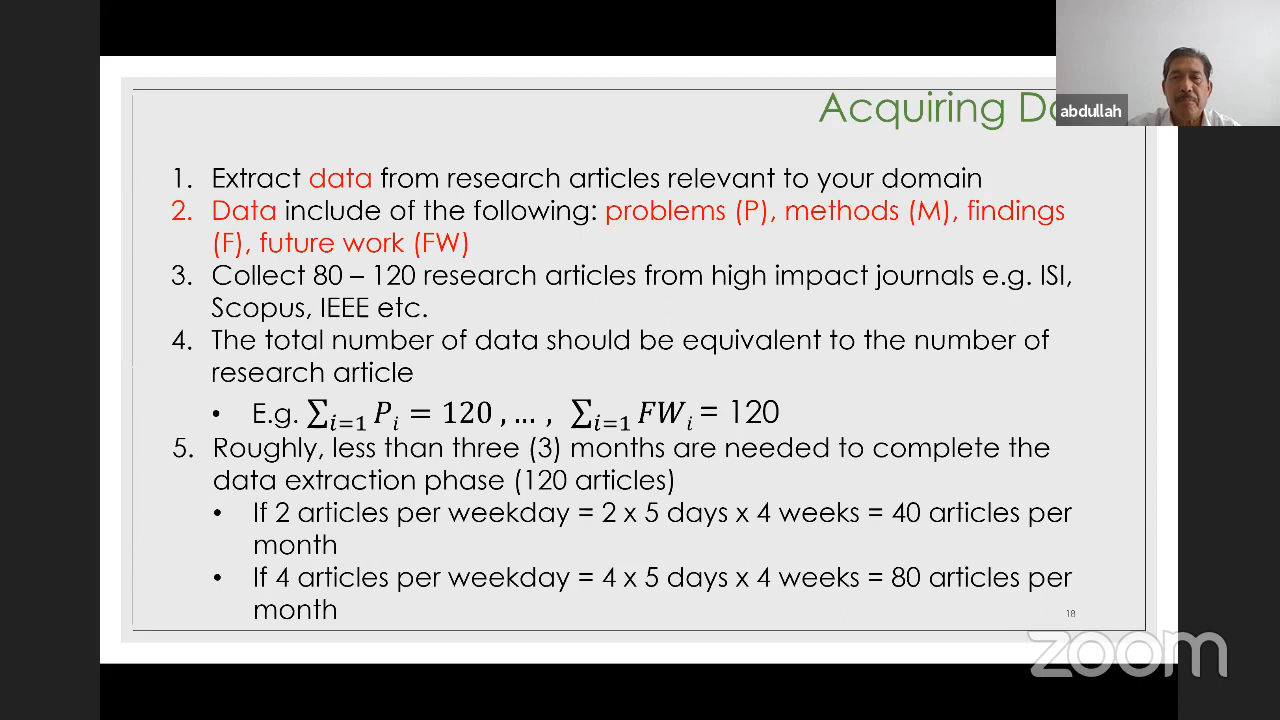 Acquiring D
abdullah
1. Extract data from research articles relevant to your domain
2. Data include of the following: problems (P), methods (M), findings
(F), future work (FW)
3. Collect 80 – 120 research articles from high impact journals e.g. ISI,
Scopus, IEEE etc.
4. The total number of data should be equivalent to the number of
research article
• E.g. ∑ᵢ₌₁ Pᵢ = 120 , … , ∑ᵢ₌₁ FWᵢ = 120
5. Roughly, less than three (3) months are needed to complete the
data extraction phase (120 articles)
• If 2 articles per weekday = 2 x 5 days x 4 weeks = 40 articles per
month
• If 4 articles per weekday = 4 x 5 days x 4 weeks = 80 articles per
month
18
zoom